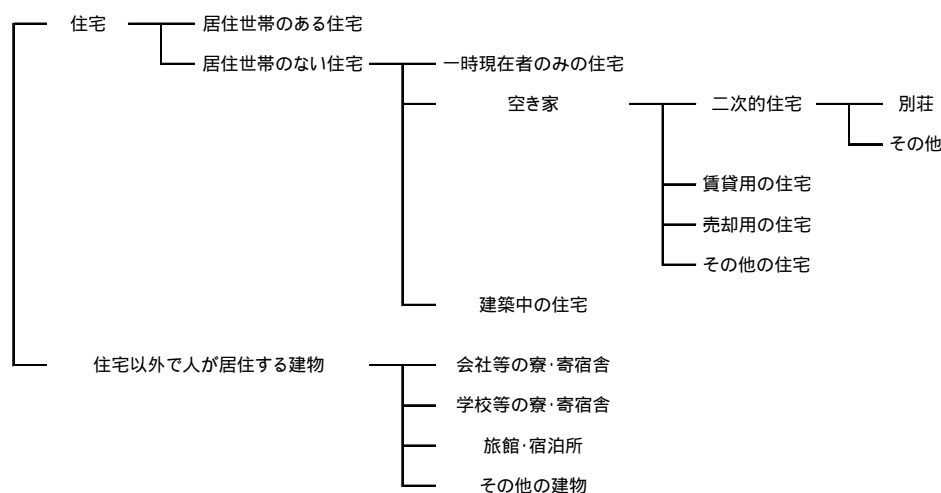 住宅
居住世帯のある住宅
居住世帯のない住宅
一時現在者のみの住宅
空き家
二次的住宅
別荘
その他
賃貸用の住宅
売却用の住宅
その他の住宅
建築中の住宅
住宅以外で人が居住する建物
会社等の寮・寄宿舎
学校等の寮・寄宿舎
旅館・宿泊所
その他の建物